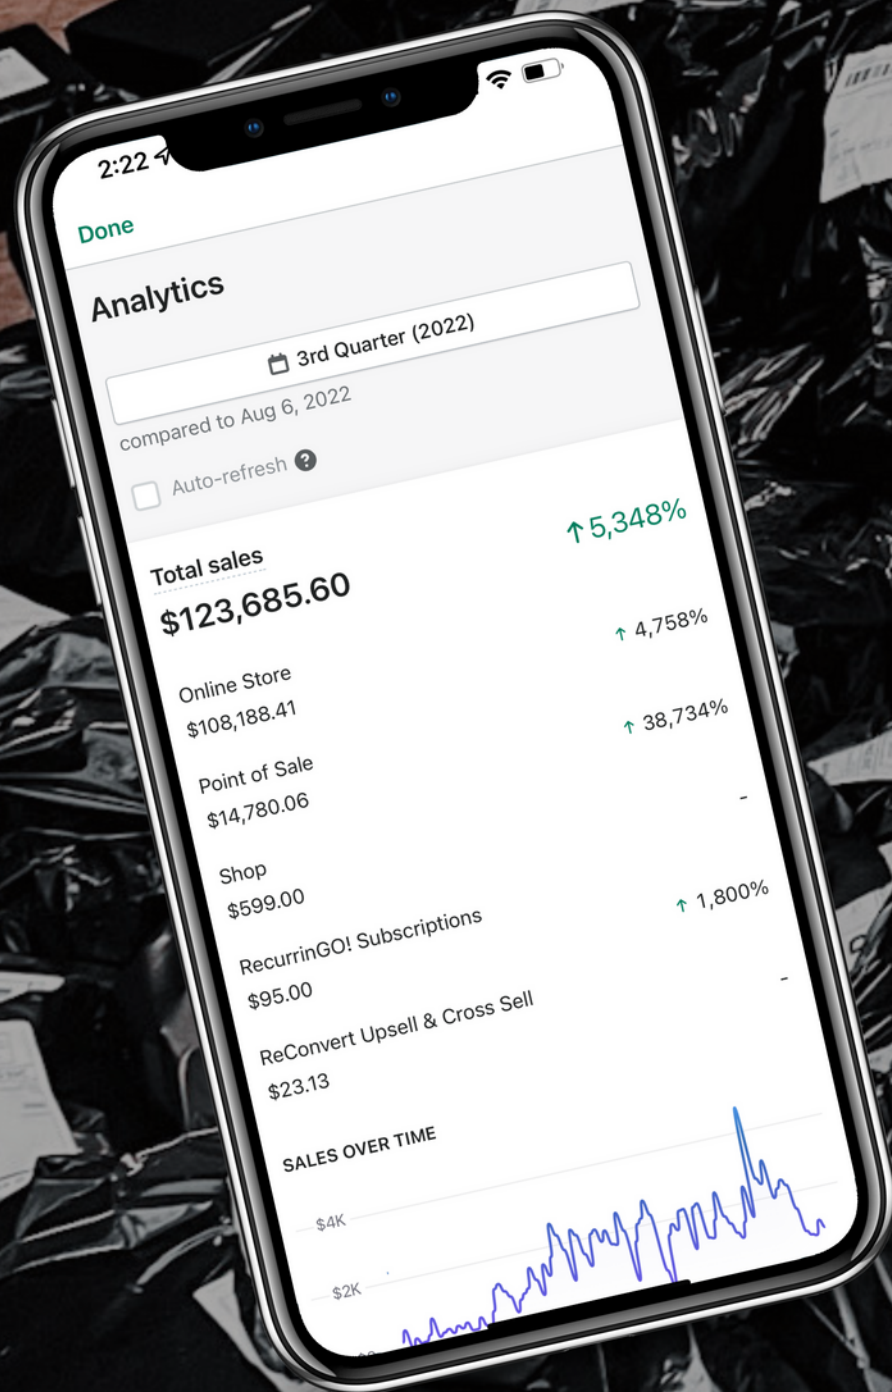 2:22
Done
Analytics
3rd Quarter (2022)
compared to Aug 6, 2022
Auto-refresh ?
Total sales
↑ 5,348%
$123,685.60
Online Store
↑ 4,758%
$108,188.41
Point of Sale
↑ 38,734%
$14,780.06
Shop
-
$599.00
RecurrinGO! Subscriptions
↑ 1,800%
$95.00
ReConvert Upsell & Cross Sell
-
$23.13
SALES OVER TIME
$4K
$2K